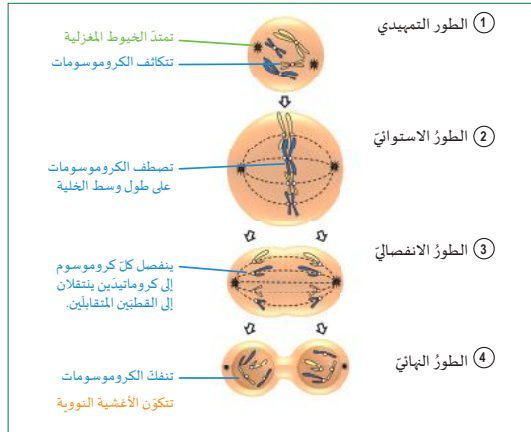 ① الطور التمهيدي
تمتدّ الخيوط المغزلية
تتكاثف الكروموسومات
② الطورُ الاستوائيّ
تصطف الكروموسومات
على طول وسط الخلية
③ الطورُ الانفصاليّ
ينفصل كلّ كروموسوم
إلى كروماتيدَين ينتقلان
إلى القطبَين المتقابلَين.
④ الطورُ النهائيّ
تنفكّ الكروموسومات
تتكوّن الأغشية النووية